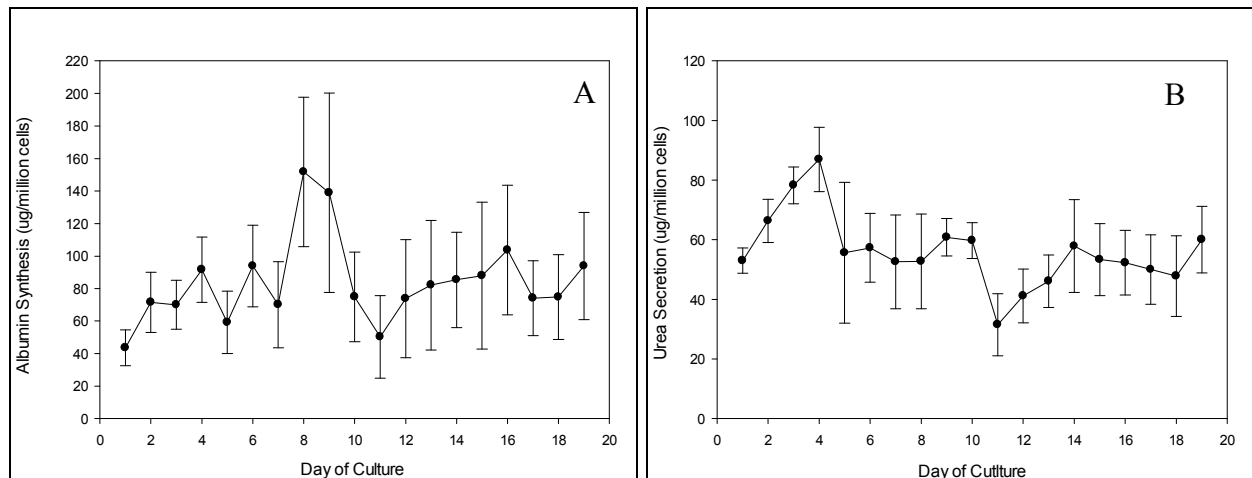 A
Albumin Synthesis (ug/million cells)
220
200
180
160
140
120
100
80
60
40
20
0
0 2 4 6 8 10 12 14 16 18 20
Day of Culture
B
Urea Secretion (ug/million cells)
120
100
80
60
40
20
0
0 2 4 6 8 10 12 14 16 18 20
Day of Cutlture